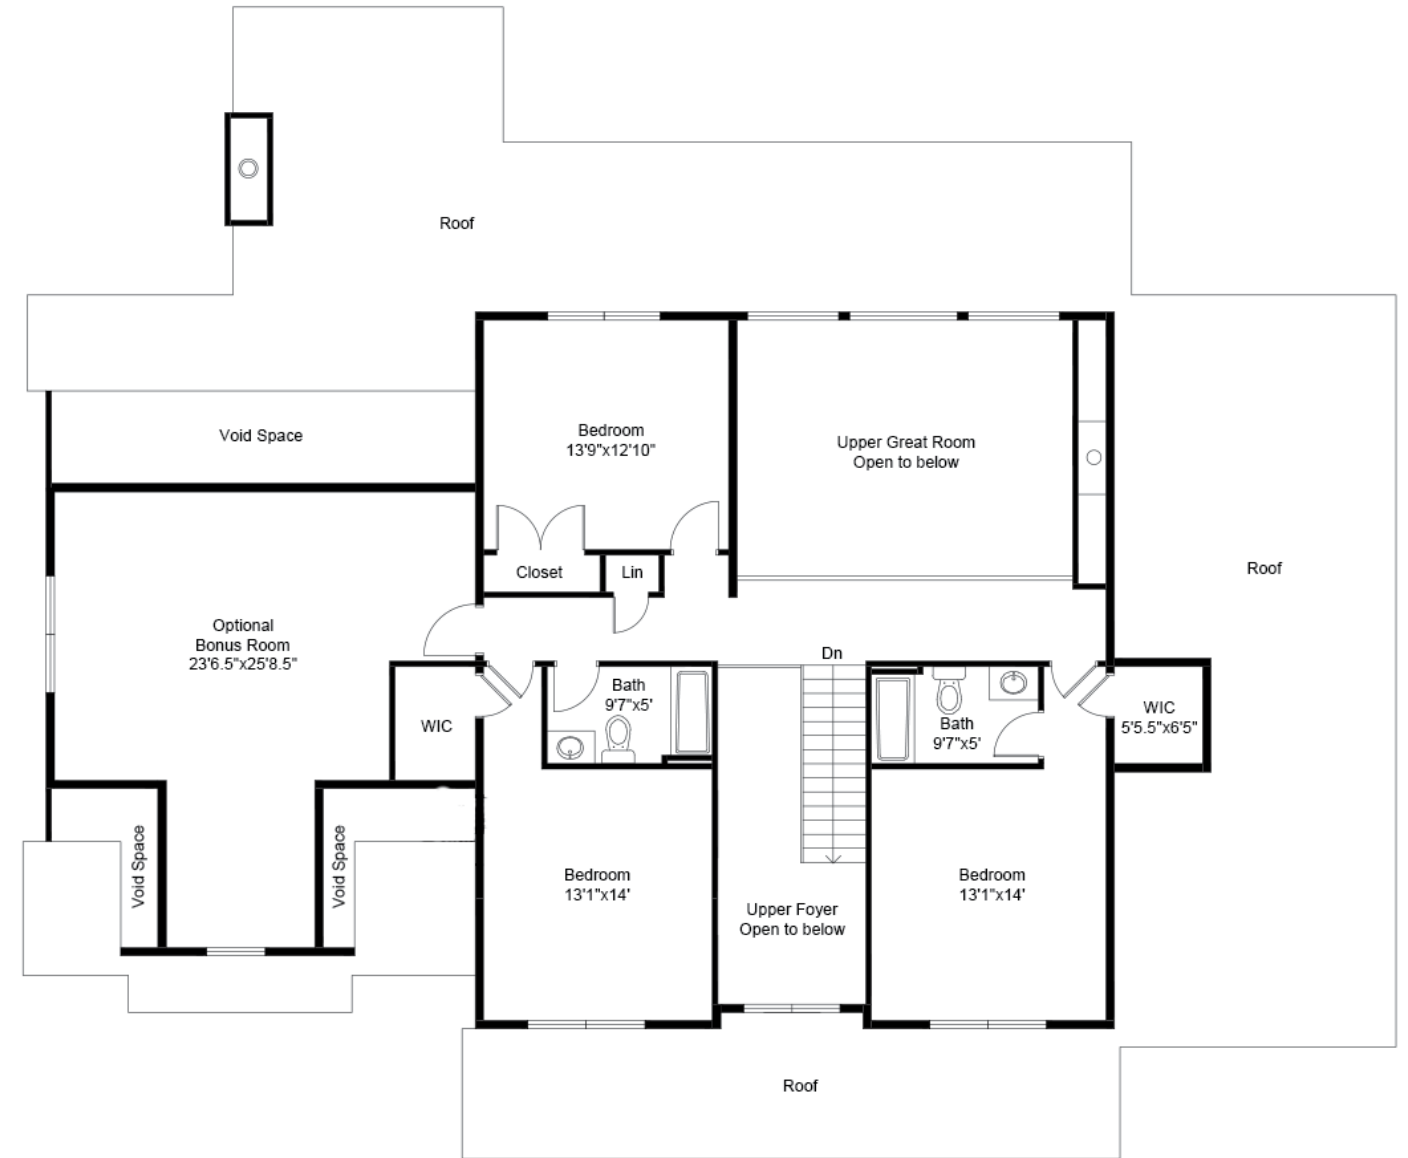 Roof
Void Space
Bedroom
13'9"x12'10"
Upper Great Room
Open to below
Closet
Lin
Roof
Optional
Bonus Room
23'6.5"x25'8.5"
Dn
Bath
9'7"x5'
WIC
Bath
9'7"x5'
WIC
5'5.5"x6'5"
Void Space
Void Space
Bedroom
13'1"x14'
Upper Foyer
Open to below
Bedroom
13'1"x14'
Roof